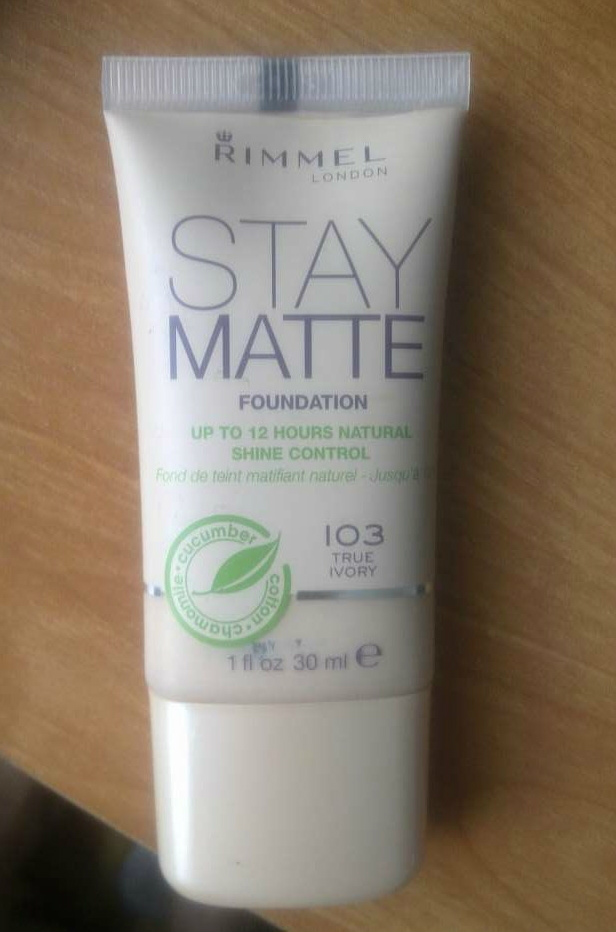 RIMMEL
LONDON
STAY
MATTE
FOUNDATION
UP TO 12 HOURS NATURAL
SHINE CONTROL
Fond de teint matifiant naturel - Jusqu'à
103
TRUE
IVORY
cucumber • cotton • chamomile •
1 fl oz 30 ml e